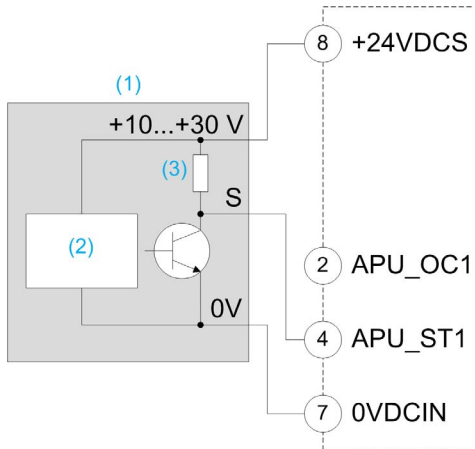 8 +24VDCS
(1)
+10...+30 V
(3)
S
(2)
2 APU_OC1
0V
4 APU_ST1
7 0VDCIN